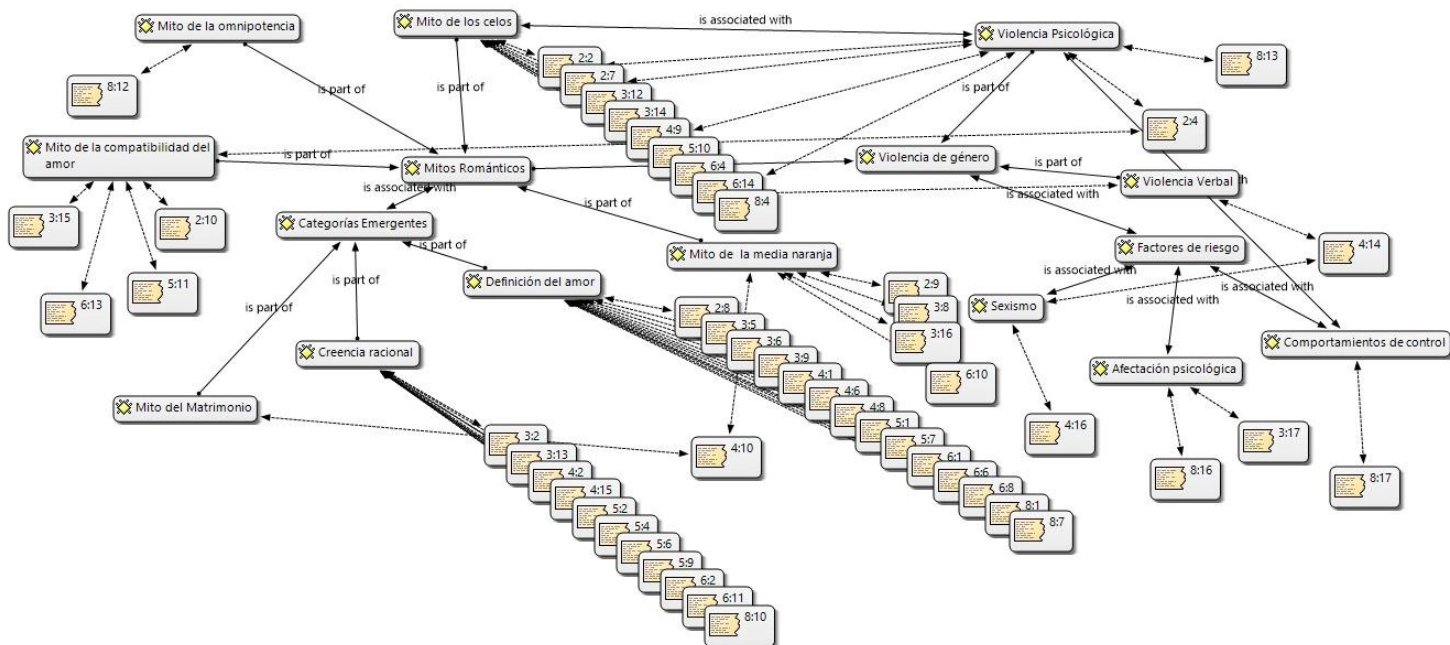 Mito de la omnipotencia
Mito de los celos
is associated with
Violencia Psicológica
2:2
8:13
2:7
8:12
is part of
is part of
3:12
is part of
3:14
2:4
4:9
Mito de la compatibilidad del
amor
is part of
5:10
Mitos Románticos
6:4
Violencia de género
is part of
6:14
Violencia Verbal
is associated with
8:4
is associated with
3:15
2:10
Categorías Emergentes
is part of
4:14
is part of
Mito de la media naranja
Factores de riesgo
is associated with
5:11
6:13
Definición del amor
2:9
is part of
2:8
3:8
Sexismo
is associated with
is associated with
3:5
3:16
3:6
Creencia racional
3:9
6:10
Comportamientos de control
4:1
Afectación psicológica
4:6
Mito del Matrimonio
4:8
3:2
5:1
4:16
3:17
3:13
4:10
5:7
4:2
6:1
8:16
8:17
4:15
6:6
5:2
6:8
5:4
8:1
5:6
8:7
5:9
6:2
6:11
8:10